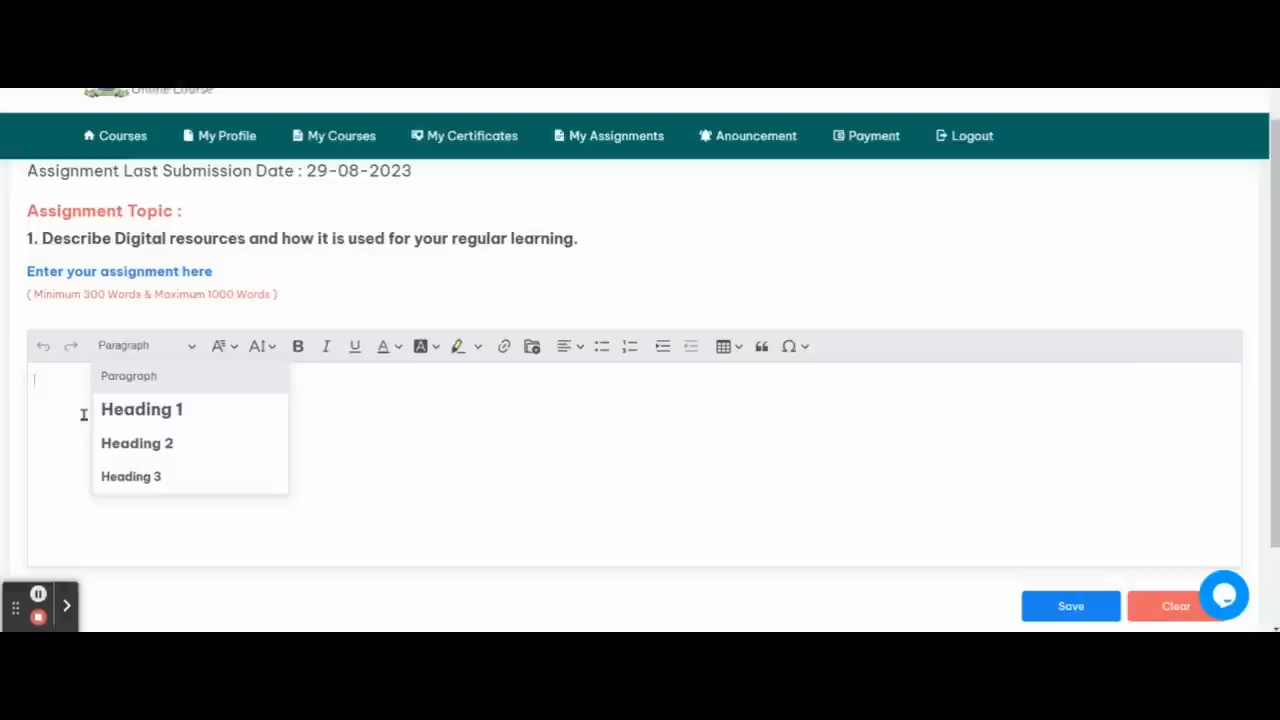 Online Course
Courses My Profile My Courses My Certificates My Assignments Anouncement Payment Logout
Assignment Last Submission Date : 29-08-2023
Assignment Topic :
1. Describe Digital resources and how it is used for your regular learning.
Enter your assignment here
( Minimum 300 Words & Maximum 1000 Words )
Paragraph
Paragraph
Heading 1
Heading 2
Heading 3
Save Clear